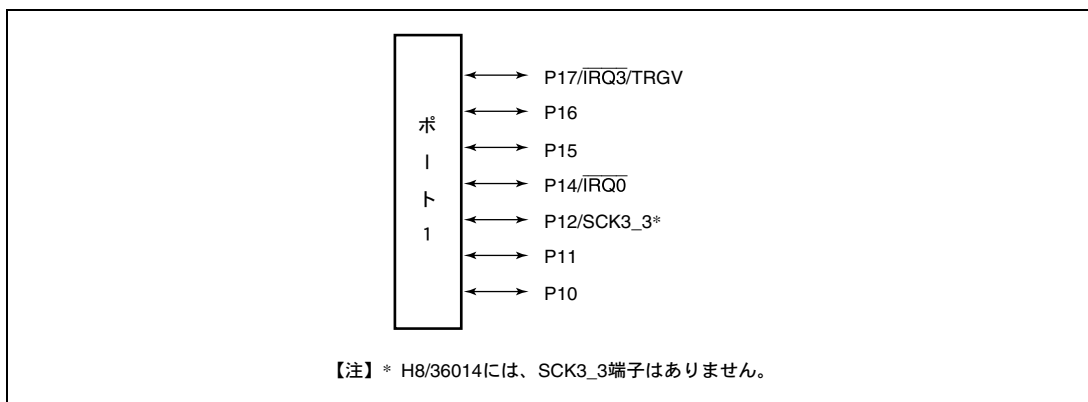 ポート1
P17/IRQ3/TRGV
P16
P15
P14/IRQ0
P12/SCK3_3*
P11
P10
【注】* H8/36014には、SCK3_3端子はありません。